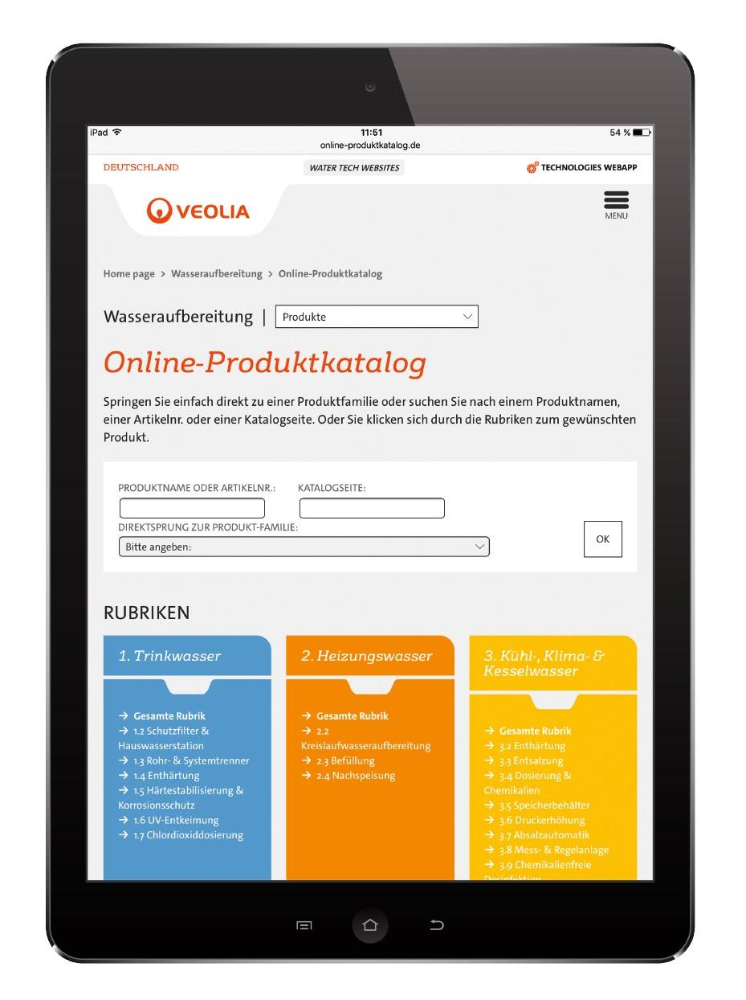 iPad 11:51 54 %
online-produktkatalog.de
DEUTSCHLAND WATER TECH WEBSITES TECHNOLOGIES WEBAPP
VEOLIA
MENU
Home page > Wasseraufbereitung > Online-Produktkatalog
Wasseraufbereitung | Produkte
Online-Produktkatalog
Springen Sie einfach direkt zu einer Produktfamilie oder suchen Sie nach einem Produktnamen,
einer Artikelnr. oder einer Katalogseite. Oder Sie klicken sich durch die Rubriken zum gewünschten
Produkt.
PRODUKTNAME ODER ARTIKELNR.: KATALOGSEITE:
DIREKTSPRUNG ZUR PRODUKT-FAMILIE:
Bitte angeben:
OK
RUBRIKEN
1. Trinkwasser
→ Gesamte Rubrik
→ 1.2 Schutzfilter &
Hauswasserstation
→ 1.3 Rohr- & Systemtrenner
→ 1.4 Enthärtung
→ 1.5 Härtestabilisierung &
Korrosionsschutz
→ 1.6 UV-Entkeimung
→ 1.7 Chlordioxiddosierung
2. Heizungswasser
→ Gesamte Rubrik
→ 2.2
Kreislaufwasseraufbereitung
→ 2.3 Befüllung
→ 2.4 Nachspeisung
3. Kühl-, Klima- &
Kesselwasser
→ Gesamte Rubrik
→ 3.2 Enthärtung
→ 3.3 Entsalzung
→ 3.4 Dosierung &
Chemikalien
→ 3.5 Speicherbehälter
→ 3.6 Druckerhöhung
→ 3.7 Absalzautomatik
→ 3.8 Mess- & Regelanlage
→ 3.9 Chemikalienfreie
Desinfektion